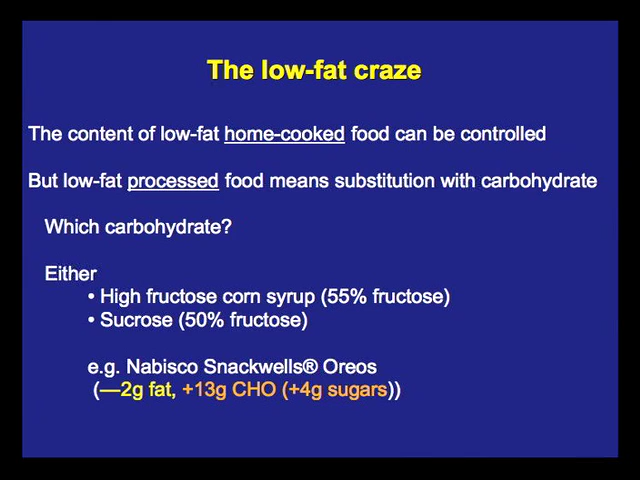 The low-fat craze
The content of low-fat home-cooked food can be controlled
But low-fat processed food means substitution with carbohydrate
Which carbohydrate?
Either
• High fructose corn syrup (55% fructose)
• Sucrose (50% fructose)
e.g. Nabisco Snackwells® Oreos
(—2g fat, +13g CHO (+4g sugars))